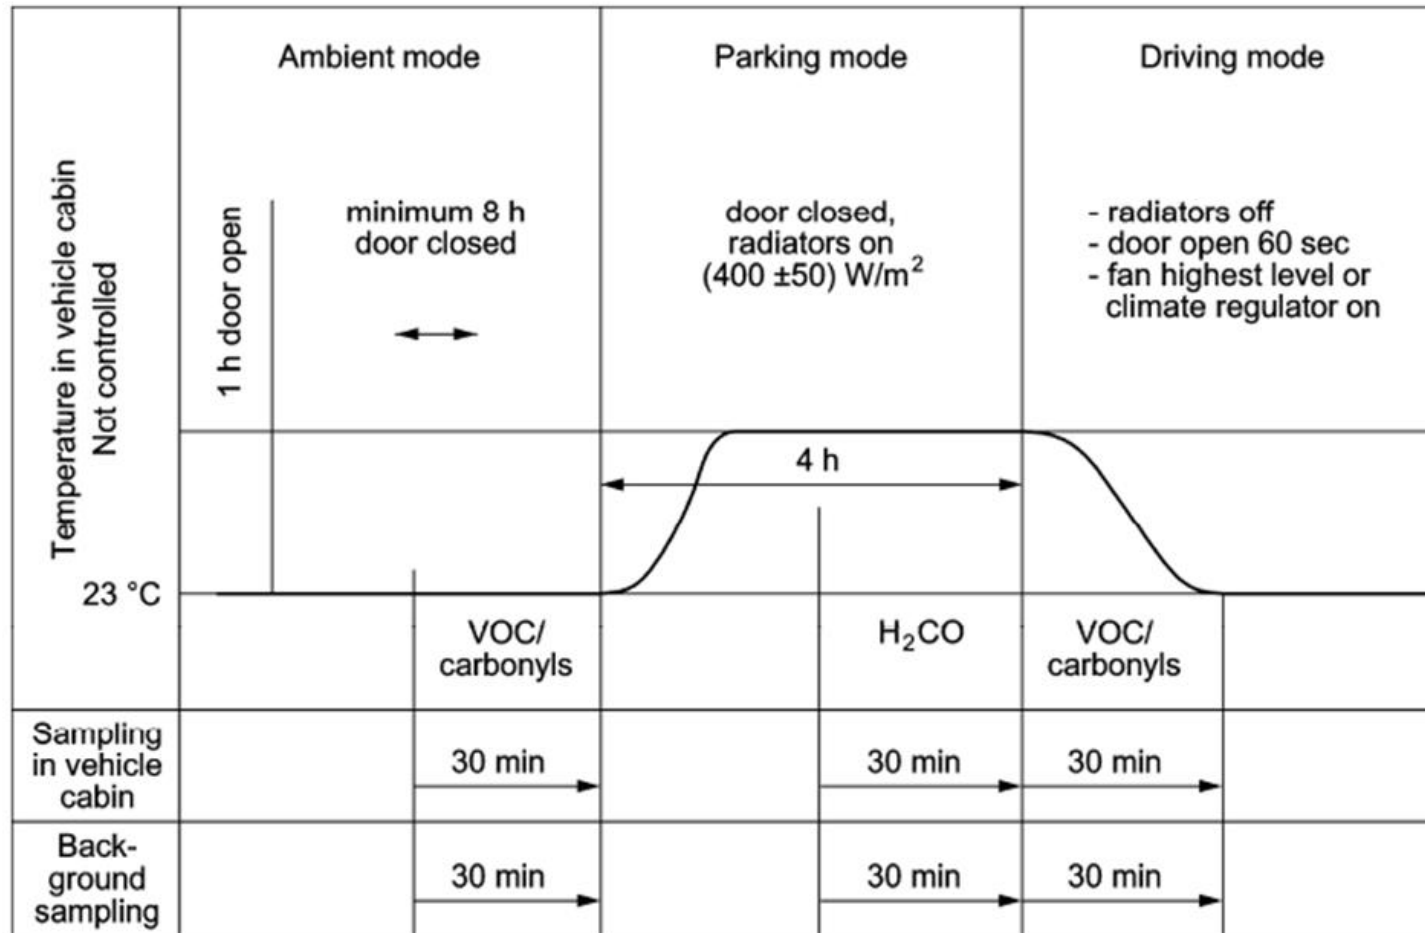 Ambient mode
Parking mode
Driving mode
Temperature in vehicle cabin
Not controlled
1 h door open
minimum 8 h
door closed
door closed,
radiators on
(400 ±50) W/m²
- radiators off
- door open 60 sec
- fan highest level or
climate regulator on
4 h
23 °C
VOC/
carbonyls
H₂CO
VOC/
carbonyls
Sampling
in vehicle
cabin
30 min
30 min
30 min
Back-
ground
sampling
30 min
30 min
30 min